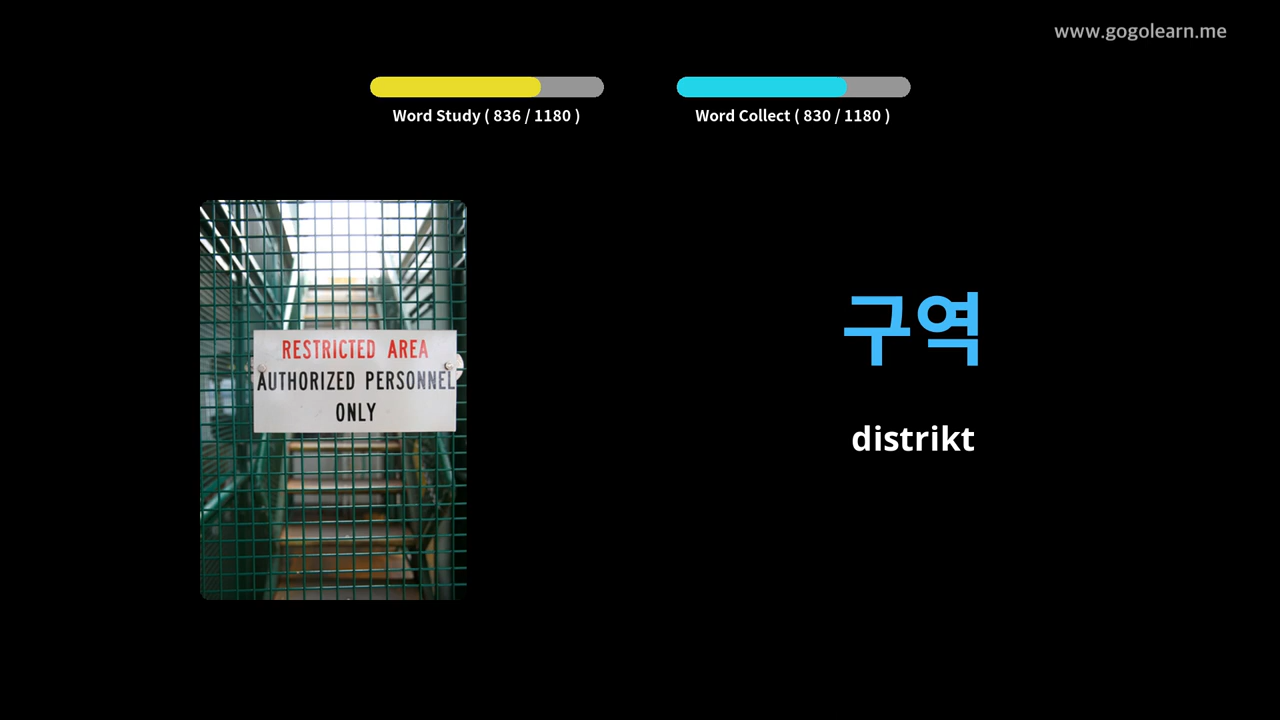 www.gogolearn.me
Word Study ( 836 / 1180 )
Word Collect ( 830 / 1180 )
RESTRICTED AREA
AUTHORIZED PERSONNEL
ONLY
구역
distrikt